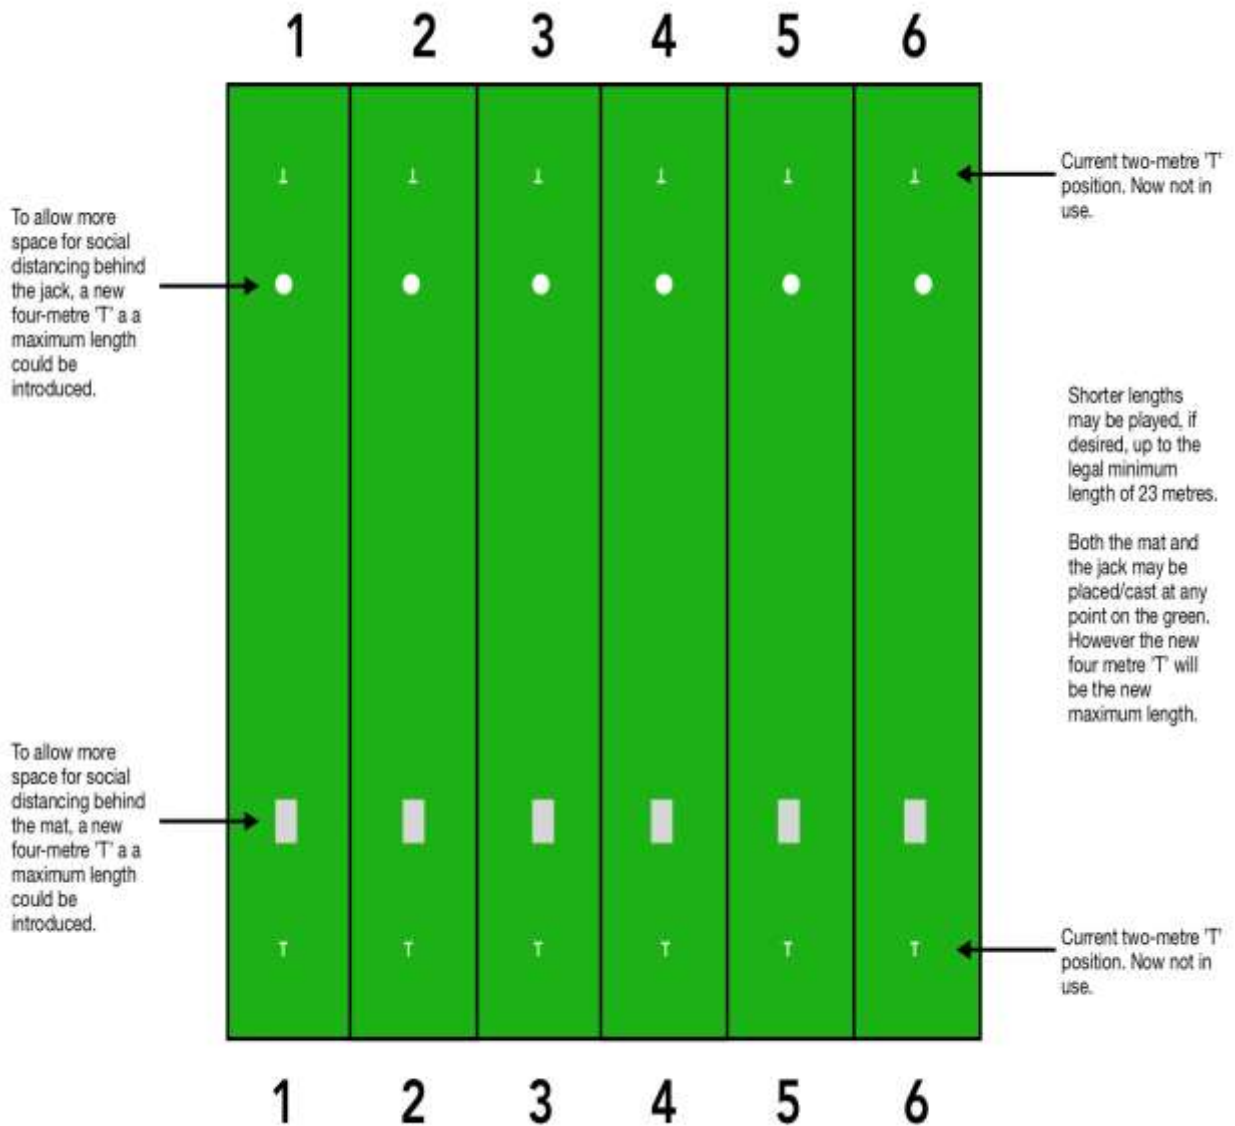 1 2 3 4 5 6
⊥ ⊥ ⊥ ⊥ ⊥ ⊥
Current two-metre 'T'
position. Now not in
use.
To allow more
space for social
distancing behind
the jack, a new
four-metre 'T' a a
maximum length
could be
introduced.
Shorter lengths
may be played, if
desired, up to the
legal minimum
length of 23 metres.
Both the mat and
the jack may be
placed/cast at any
point on the green.
However the new
four metre 'T' will
be the new
maximum length.
To allow more
space for social
distancing behind
the mat, a new
four-metre 'T' a a
maximum length
could be
introduced.
T T T T T T
Current two-metre 'T'
position. Now not in
use.
1 2 3 4 5 6